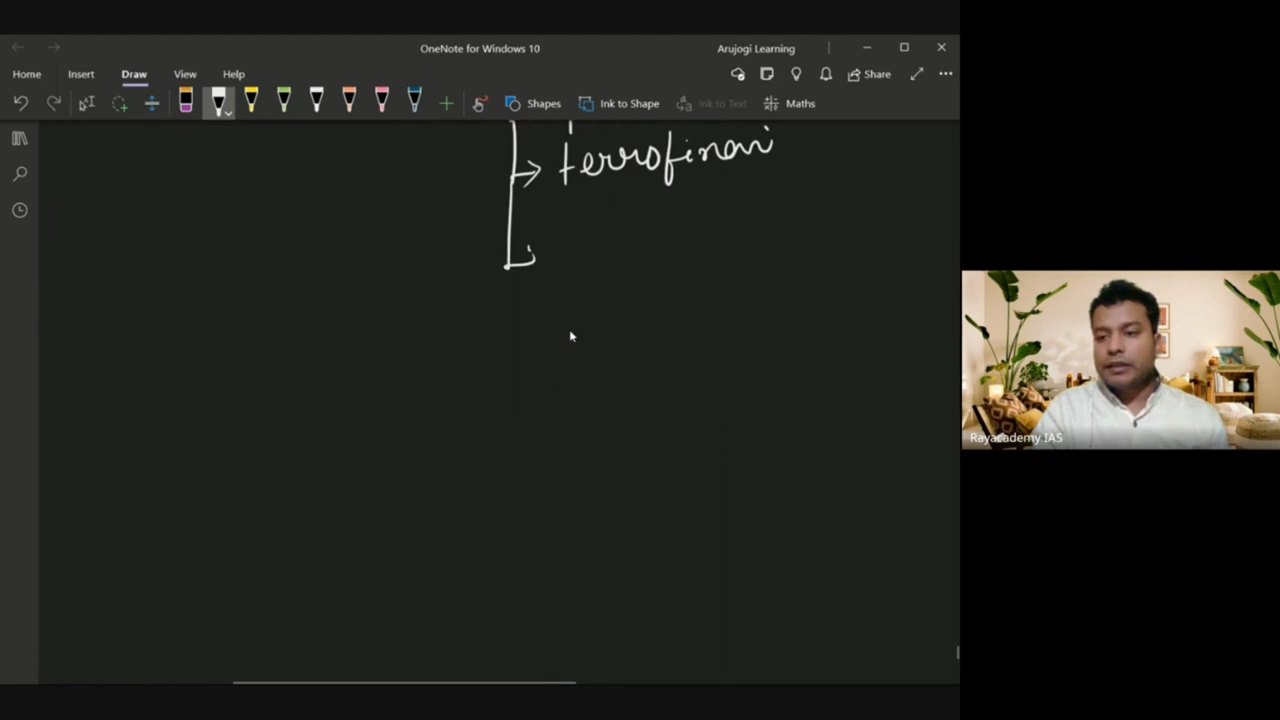 OneNote for Windows 10
Arujogi Learning
Home Insert Draw View Help
Share
Shapes Ink to Shape Ink to Text Maths
→ terrofinan
Rayacademy IAS